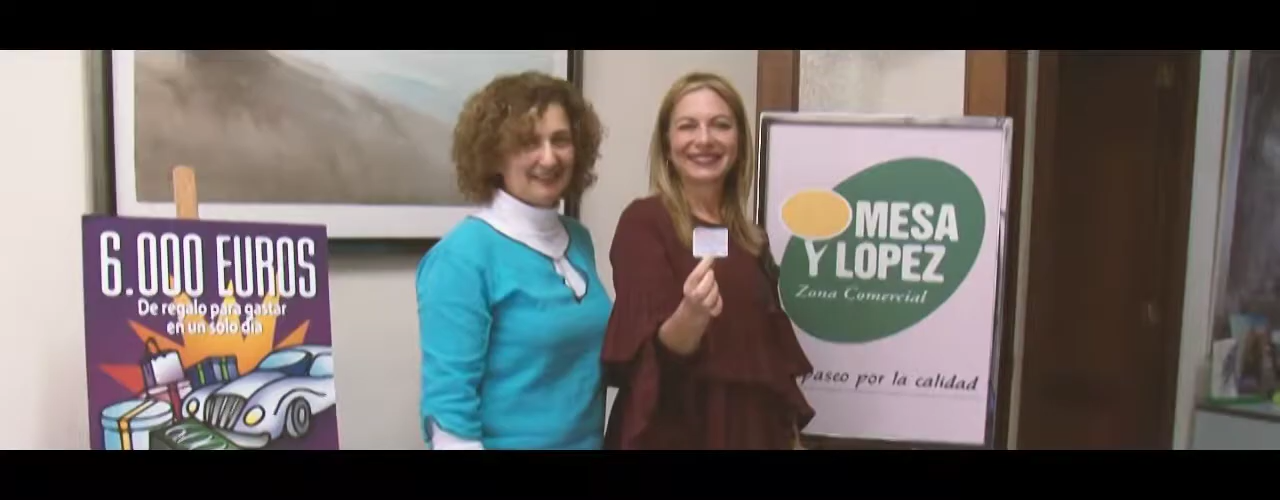 6.000 EUROS
De regalo para gastar
en un solo día
MESA
Y LOPEZ
Zona Comercial
paseo por la calidad